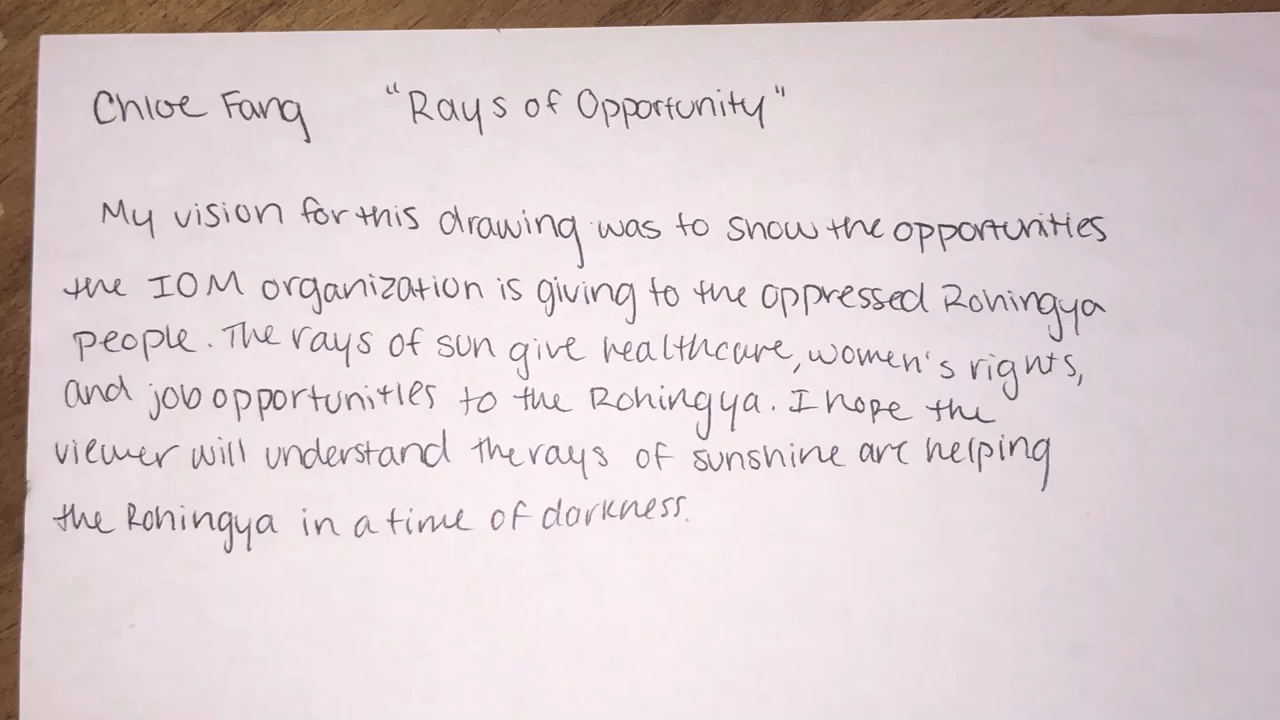 Chloe Fang "Rays of Opportunity"
My vision for this drawing was to show the opportunities
the IOM organization is giving to the oppressed Rohingya
people. The rays of sun give healthcare, women's rights,
and job opportunities to the Rohingya. I hope the
viewer will understand the rays of sunshine are helping
the Rohingya in a time of darkness.